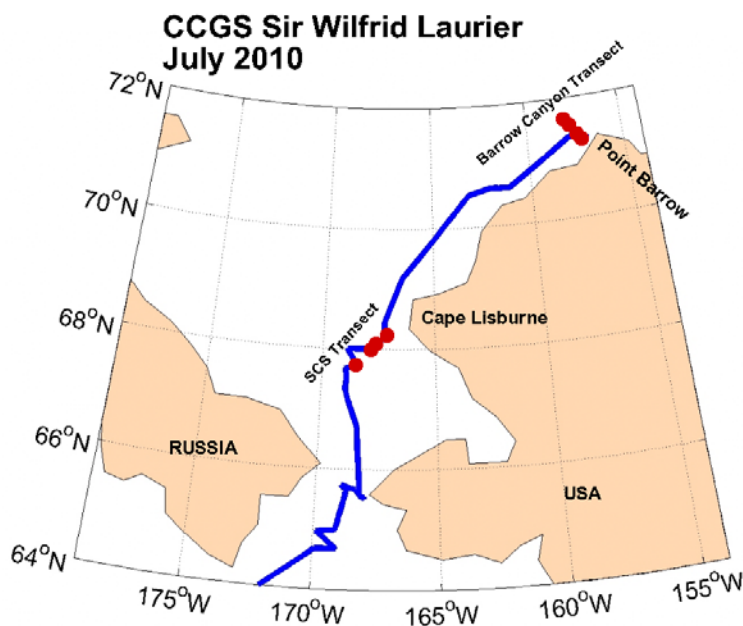 CCGS Sir Wilfrid Laurier
July 2010
72°N
Barrow Canyon Transect
Point Barrow
70°N
68°N
SCS Transect
Cape Lisburne
66°N
RUSSIA
USA
64°N
175°W
170°W
165°W
160°W
155°W